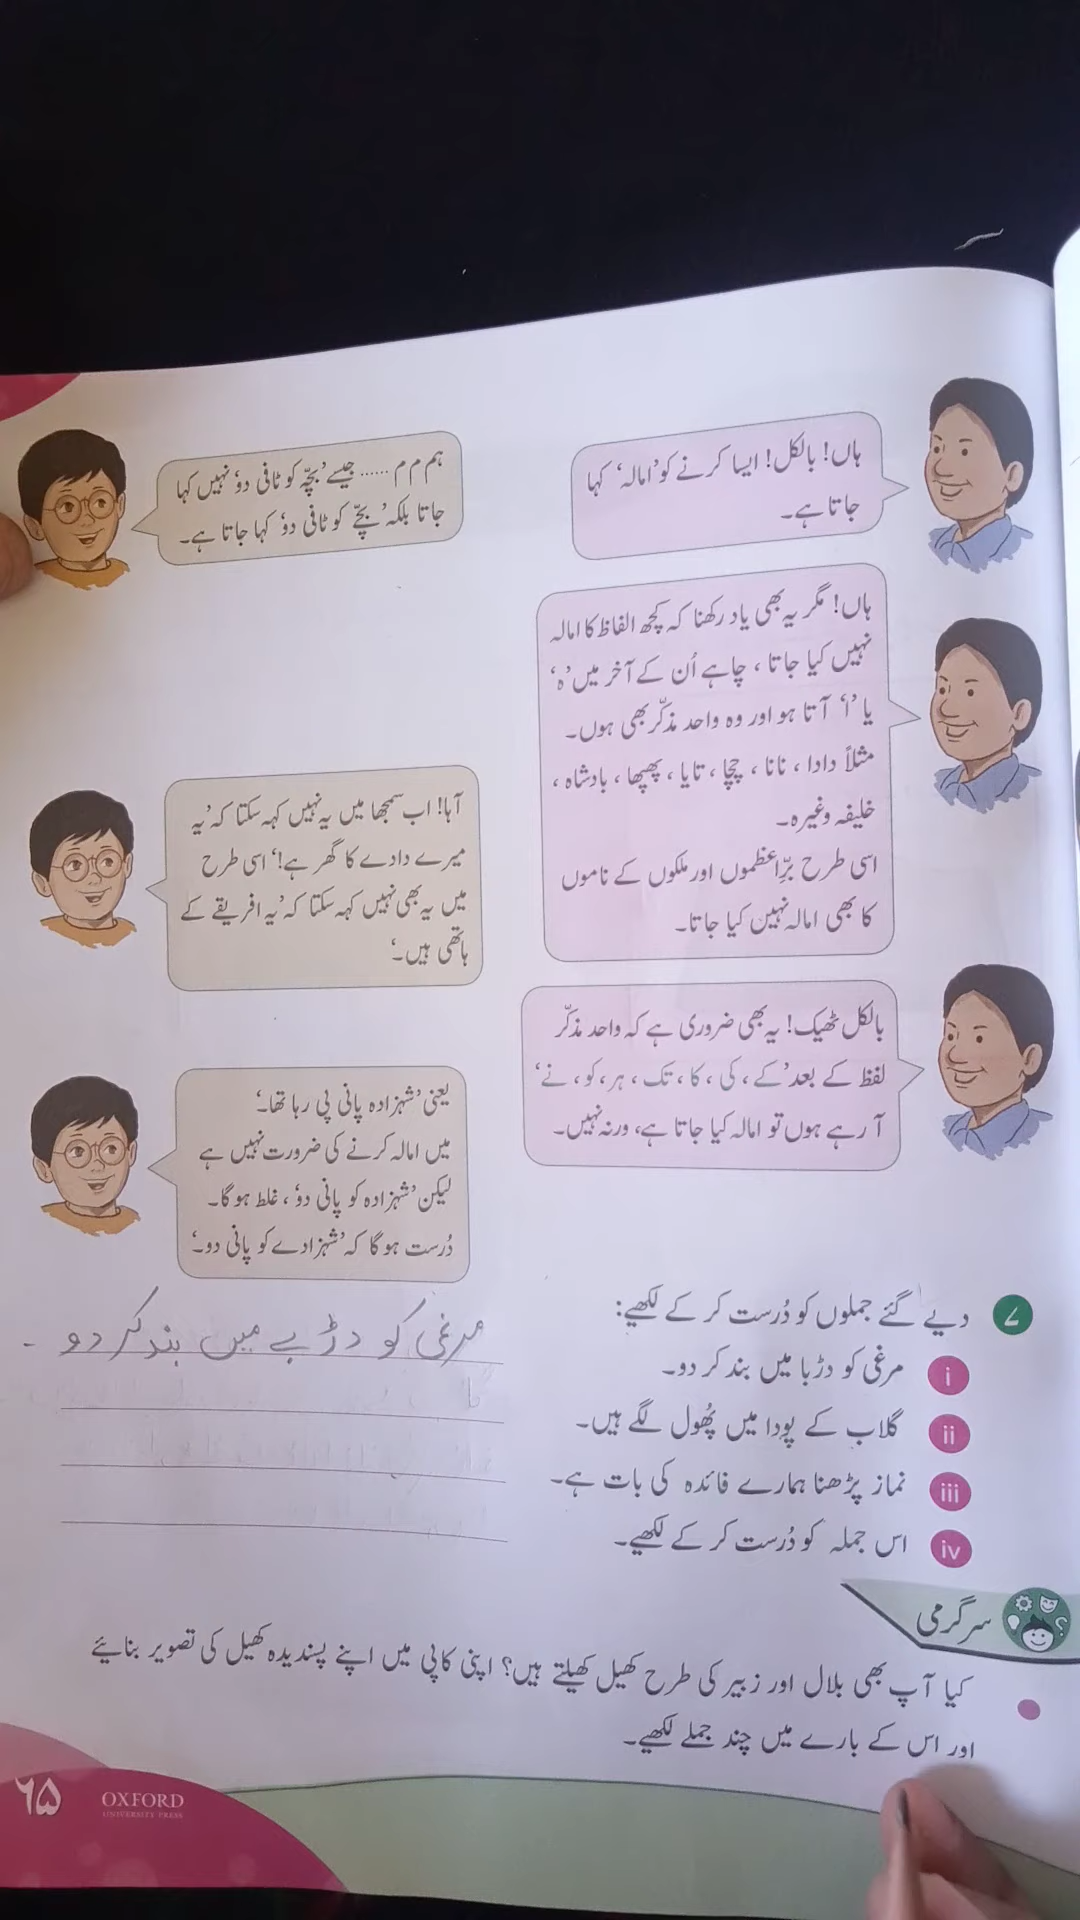 ہاں! بالکل! ایسا کرنے کو ’امالہ‘ کہا
جاتا ہے۔
ہم م م ...... جیسے ’بچّہ کو ٹافی دو‘ نہیں کہا
جاتا بلکہ ’بچّے کو ٹافی دو‘ کہا جاتا ہے۔
ہاں! مگر یہ بھی یاد رکھنا کہ کچھ الفاظ کا امالہ
نہیں کیا جاتا، چاہے اُن کے آخر میں ’ہ‘
یا ’ا‘ آتا ہو اور وہ واحد مذکّر بھی ہوں۔
مثلاً دادا، نانا، چچا، تایا، پھپھا، بادشاہ،
خلیفہ وغیرہ۔
اسی طرح برِّاعظموں اور ملکوں کے ناموں
کا بھی امالہ نہیں کیا جاتا۔
آہا! اب سمجھا میں یہ نہیں کہہ سکتا کہ ’یہ
میرے دادے کا گھر ہے!‘ اسی طرح
میں یہ بھی نہیں کہہ سکتا کہ ’یہ افریقے کے
ہاتھی ہیں۔‘
بالکل ٹھیک! یہ بھی ضروری ہے کہ واحد مذکّر
لفظ کے بعد ’کے، کی، کا، تک، ہر، کو، نے‘
آ رہے ہوں تو امالہ کیا جاتا ہے، ورنہ نہیں۔
یعنی ’شہزادہ پانی پی رہا تھا۔‘
میں امالہ کرنے کی ضرورت نہیں ہے
لیکن ’شہزادہ کو پانی دو‘، غلط ہوگا۔
دُرست ہوگا کہ ’شہزادے کو پانی دو۔‘
۷ دیے گئے جملوں کو دُرست کر کے لکھیے:
i مرغی کو دڑبا میں بند کر دو۔
مرغی کو دڑبے میں بند کر دو۔
ii گلاب کے پودا میں پُھول لگے ہیں۔
iii نماز پڑھنا ہمارے فائدہ کی بات ہے۔
iv اس جملہ کو دُرست کر کے لکھیے۔
سرگرمی
کیا آپ بھی بلال اور زبیر کی طرح کھیل کھیلتے ہیں؟ اپنی کاپی میں اپنے پسندیدہ کھیل کی تصویر بنائیے
اور اس کے بارے میں چند جملے لکھیے۔
۶۵
OXFORD
UNIVERSITY PRESS